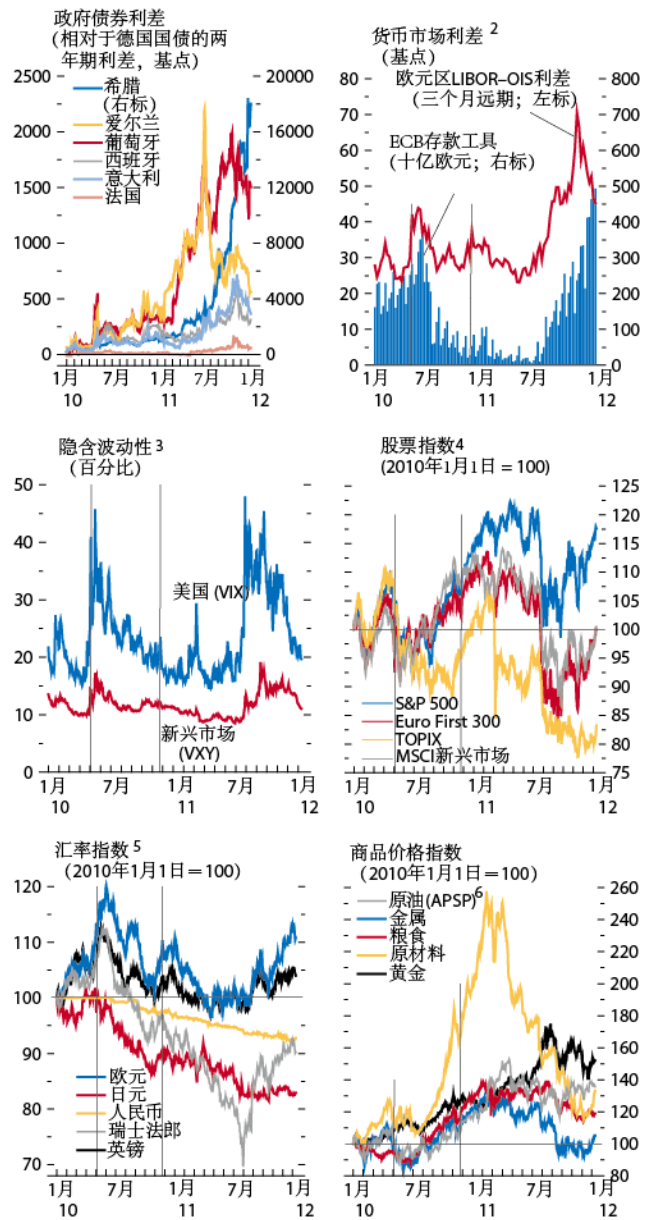 政府债券利差
(相对于德国国债的两
年期利差，基点)
2500
2000
1500
1000
500
0
20000
16000
12000
8000
4000
0
希腊
(右标)
爱尔兰
葡萄牙
西班牙
意大利
法国
1月 7月 1月 7月 1月
10 11 12
货币市场利差 2
(基点)
80
70
60
50
40
30
20
10
0
800
700
600
500
400
300
200
100
0
欧元区LIBOR–OIS利差
(三个月远期；左标)
ECB存款工具
(十亿欧元；右标)
1月 7月 1月 7月 1月
10 11 12
隐含波动性 3
(百分比)
50
40
30
20
10
0
美国 (VIX)
新兴市场
(VXY)
1月 7月 1月 7月 1月
10 11 12
股票指数4
(2010年1月1日＝100)
125
120
115
110
105
100
95
90
85
80
75
S&P 500
Euro First 300
TOPIX
MSCI新兴市场
1月 7月 1月 7月 1月
10 11 12
汇率指数 5
(2010年1月1日＝100)
120
110
100
90
80
70
68
欧元
日元
人民币
瑞士法郎
英镑
1月 7月 1月 7月 1月
10 11 12
商品价格指数
(2010年1月1日＝100)
260
240
220
200
180
160
140
120
100
80
原油(APSP)6
金属
粮食
原材料
黄金
1月 7月 1月 7月 1月
10 11 12